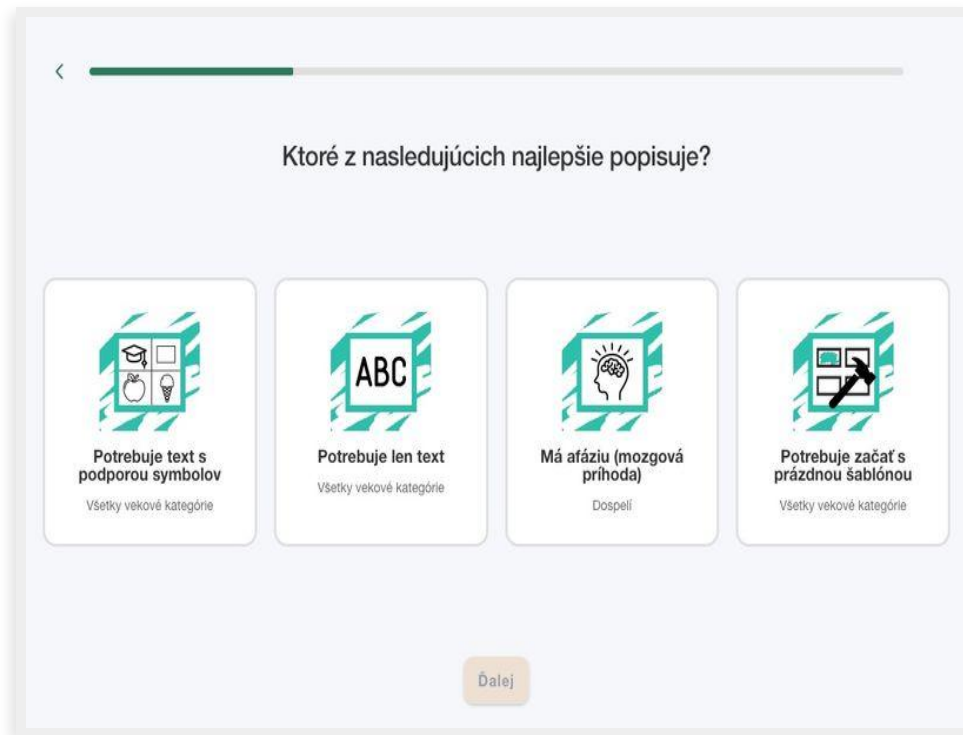 Ktoré z nasledujúcich najlepšie popisuje?
ABC
Potrebuje text s
podporou symbolov
Všetky vekové kategórie
Potrebuje len text
Všetky vekové kategórie
Má afáziu (mozgová
príhoda)
Dospelí
Potrebuje začať s
prázdnou šablónou
Všetky vekové kategórie
Ďalej